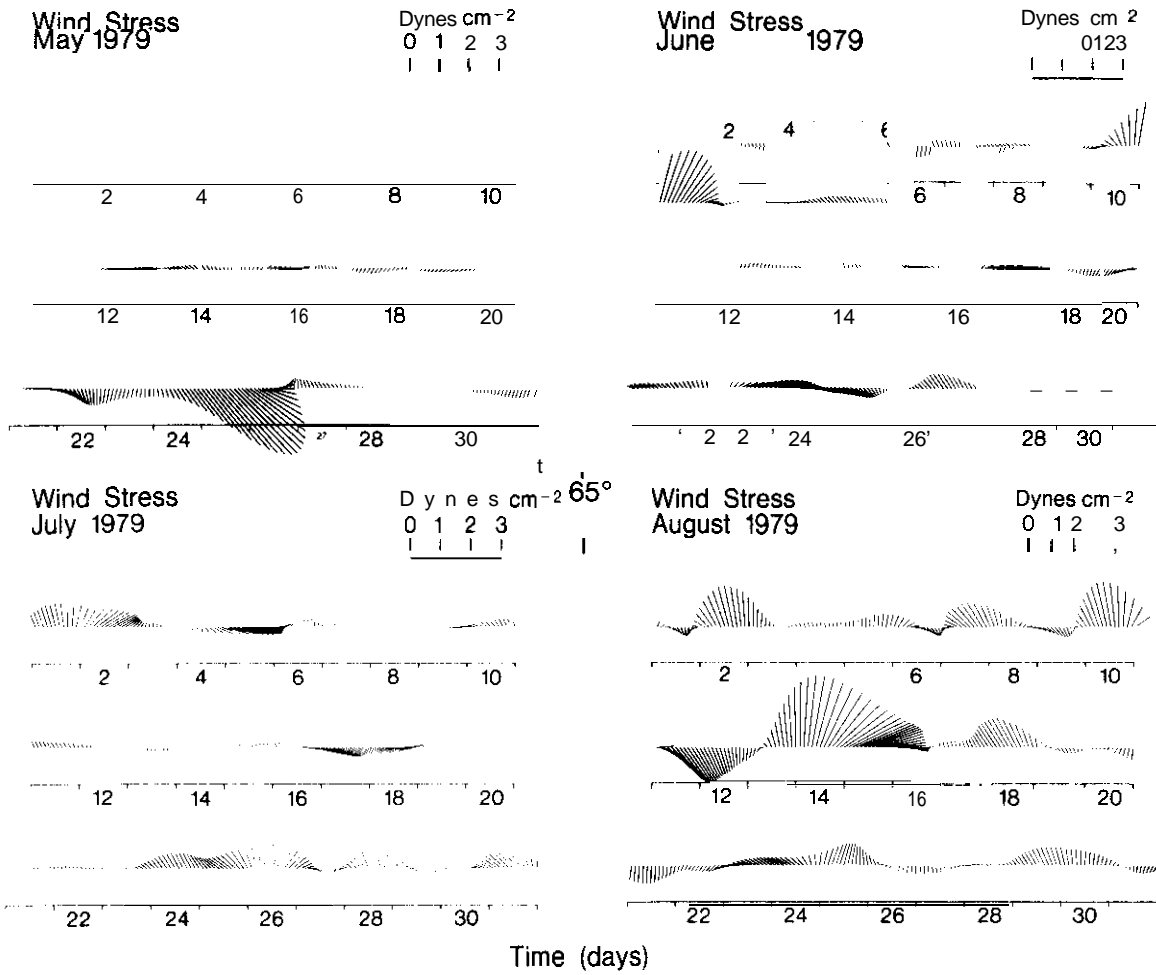 Wind Stress Dynes cm⁻²
May 1979 0 1 2 3
2 4 6 8 10
12 14 16 18 20
22 24 28 30
Wind Stress Dynes cm 2
June 1979 0123
2 4 6
6 8 10
12 14 16 18 20
2 2 24 26' 28 30
t
65°
Wind Stress Dynes cm⁻²
July 1979 0 1 2 3
2 4 6 8 10
12 14 16 18 20
22 24 26 28 30
Wind Stress Dynes cm⁻²
August 1979 0 1 2 3
2 4 6 8 10
12 14 16 18 20
22 24 26 28 30
Time (days)